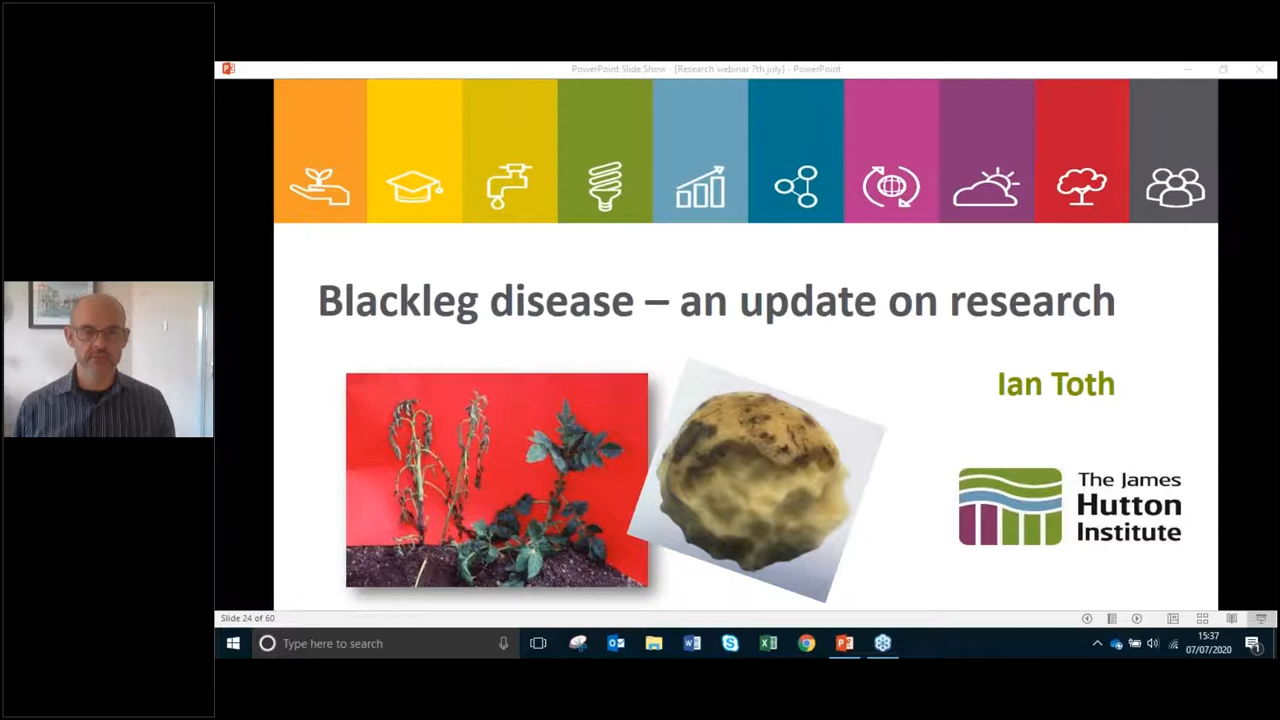 PowerPoint Slide Show - [Research webinar 7th july] - PowerPoint
Blackleg disease – an update on research
Ian Toth
The James
Hutton
Institute
Slide 24 of 60
Type here to search
15:37
07/07/2020